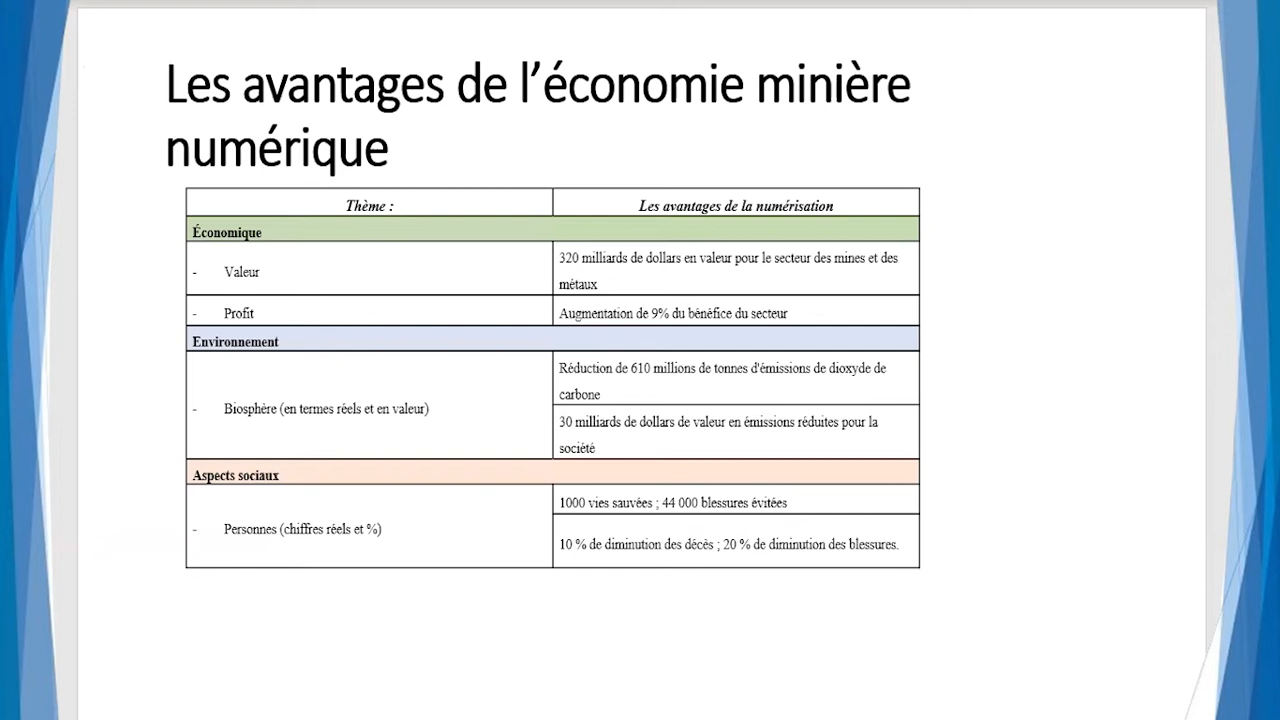 Les avantages de l’économie minière
numérique
Thème :
Les avantages de la numérisation
Économique
- Valeur
320 milliards de dollars en valeur pour le secteur des mines et des
métaux
- Profit
Augmentation de 9% du bénéfice du secteur
Environnement
- Biosphère (en termes réels et en valeur)
Réduction de 610 millions de tonnes d'émissions de dioxyde de
carbone
30 milliards de dollars de valeur en émissions réduites pour la
société
Aspects sociaux
- Personnes (chiffres réels et %)
1000 vies sauvées ; 44 000 blessures évitées
10 % de diminution des décès ; 20 % de diminution des blessures.